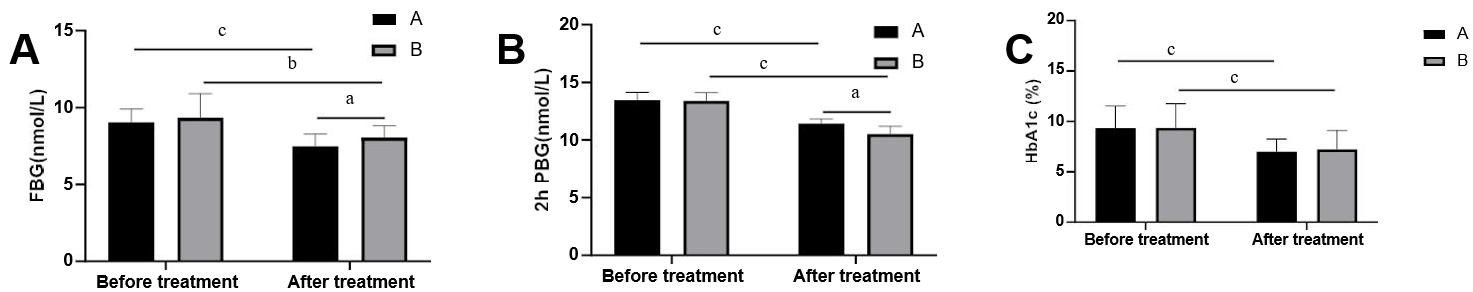 A
FBG(nmol/L)
15
10
5
0
c
b
a
A
B
Before treatment
After treatment
B
2h PBG(nmol/L)
20
15
10
5
0
c
c
a
A
B
Before treatment
After treatment
C
HbA1c (%)
20
15
10
5
0
c
c
A
B
Before treatment
After treatment